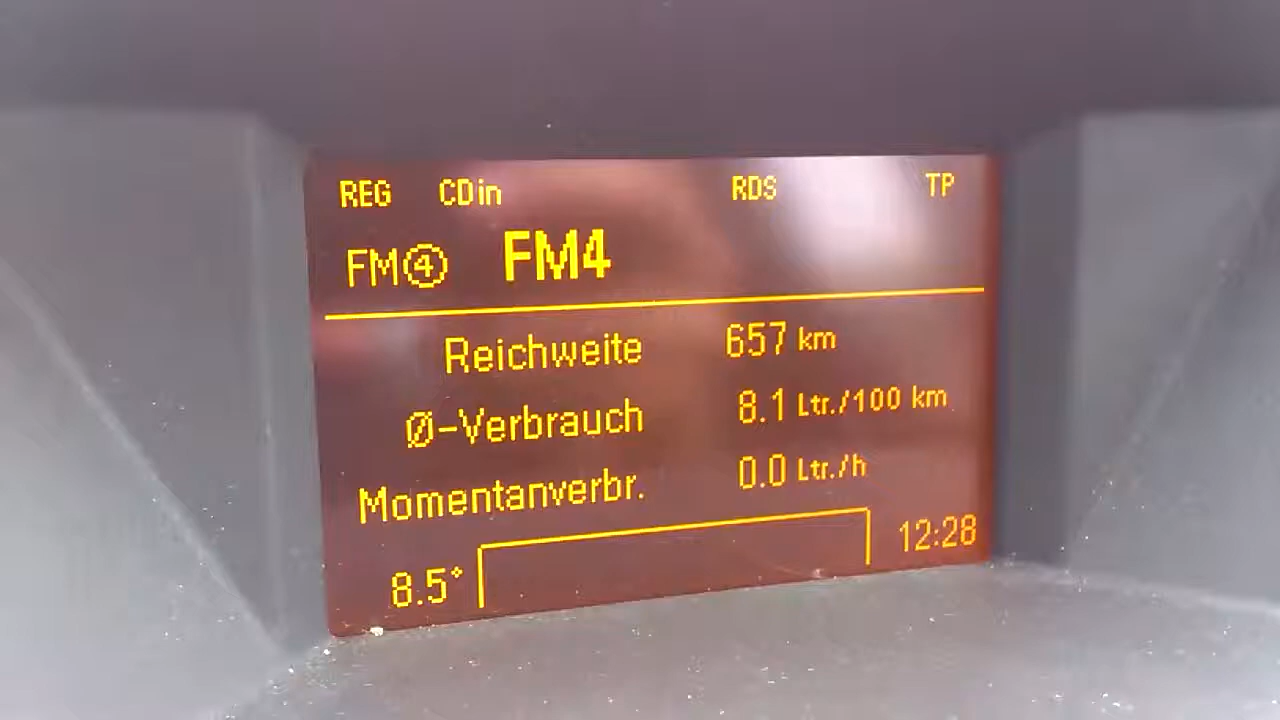 REG CDin RDS TP
FM④ FM4
Reichweite 657 km
Ø-Verbrauch 8.1 Ltr./100 km
Momentanverbr. 0.0 Ltr./h
8.5° 12:28